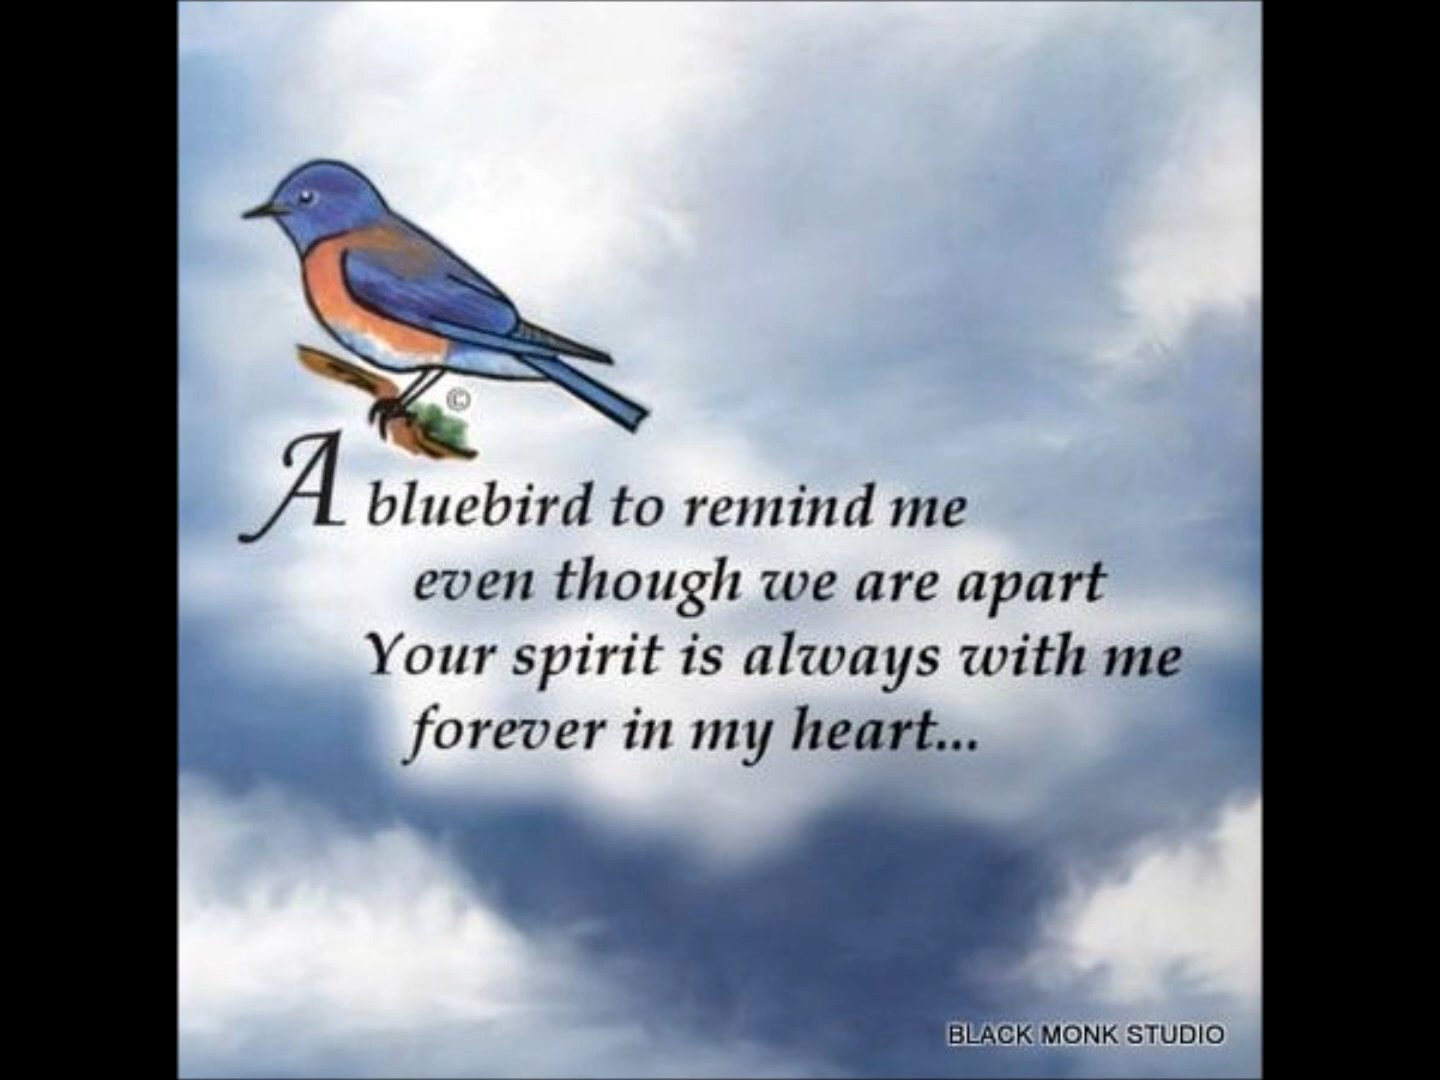 ©
A bluebird to remind me
even though we are apart
Your spirit is always with me
forever in my heart...
BLACK MONK STUDIO